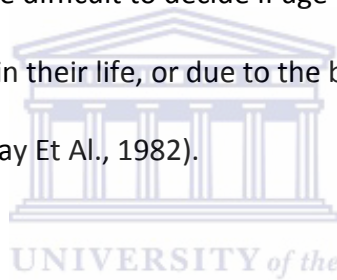 difficult to decide if age
in their life, or due to the b
ay Et Al., 1982).
UNIVERSITY of the